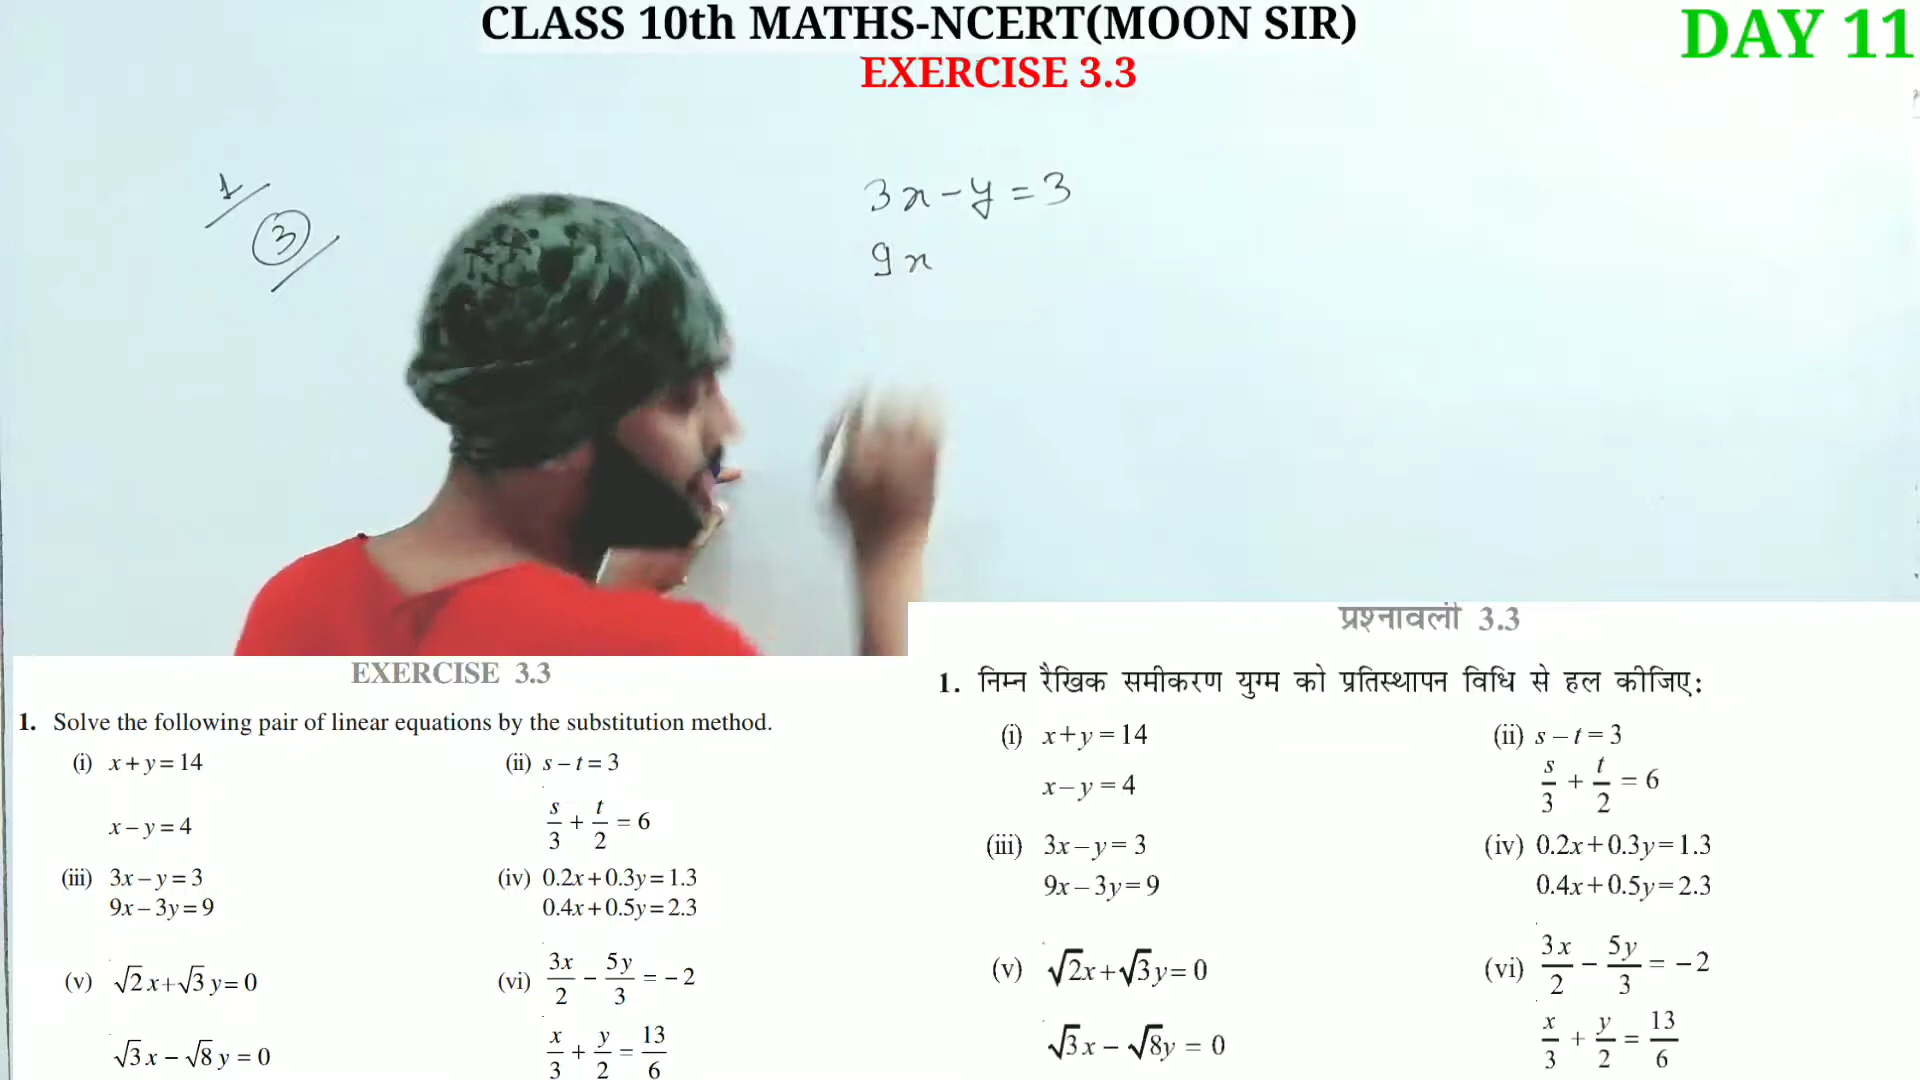 CLASS 10th MATHS-NCERT(MOON SIR)
DAY 11
EXERCISE 3.3
1
3
3x-y=3
9x
EXERCISE 3.3
1. Solve the following pair of linear equations by the substitution method.
(i) x+y=14
x-y=4
(ii) s-t=3
s/3 + t/2 = 6
(iii) 3x-y=3
9x-3y=9
(iv) 0.2x+0.3y=1.3
0.4x+0.5y=2.3
(v) √2x+√3y=0
√3x-√8y=0
(vi) 3x/2 - 5y/3 = -2
x/3 + y/2 = 13/6
प्रश्नावली 3.3
1. निम्न रैखिक समीकरण युग्म को प्रतिस्थापन विधि से हल कीजिए:
(i) x+y=14
x-y=4
(ii) s-t=3
s/3 + t/2 = 6
(iii) 3x-y=3
9x-3y=9
(iv) 0.2x+0.3y=1.3
0.4x+0.5y=2.3
(v) √2x+√3y=0
√3x-√8y=0
(vi) 3x/2 - 5y/3 = -2
x/3 + y/2 = 13/6